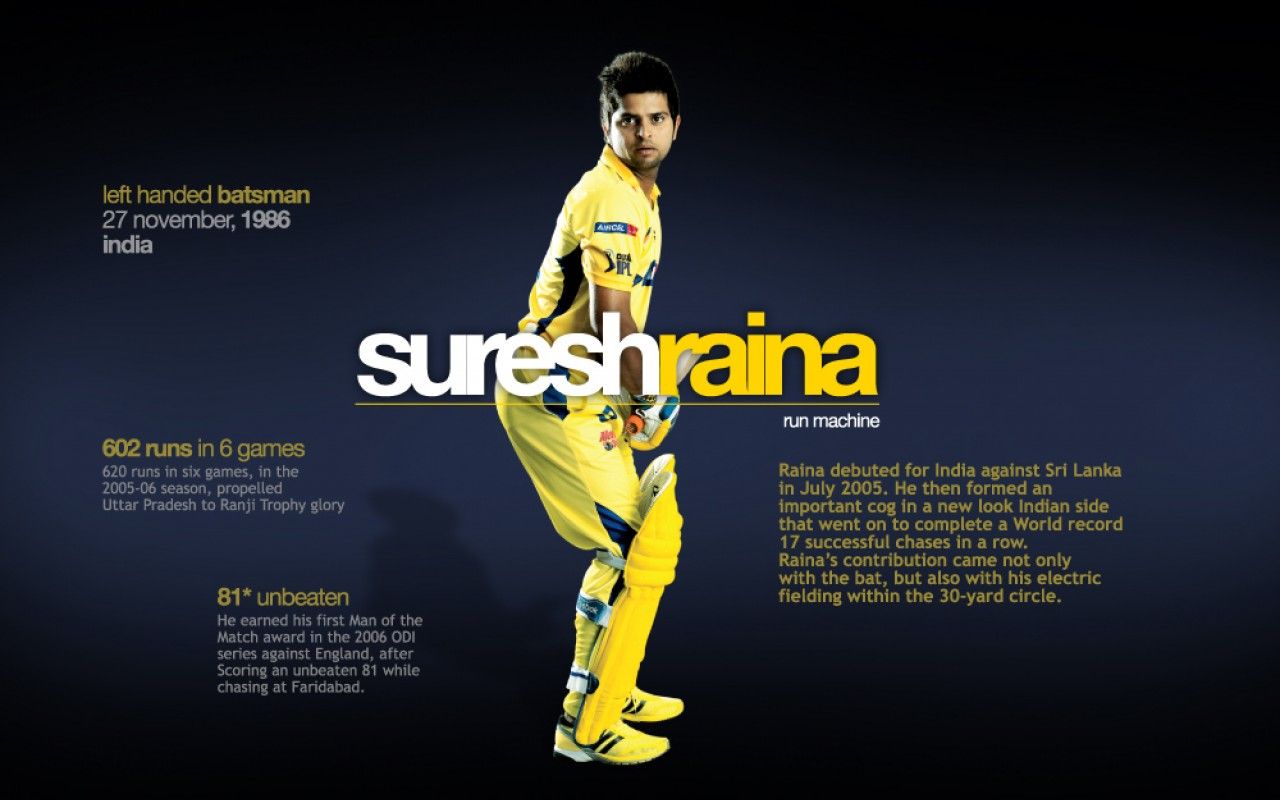 left handed batsman
27 november, 1986
india
AIRCEL
IPL
sureshraina
run machine
602 runs in 6 games
620 runs in six games, in the
2005-06 season, propelled
Uttar Pradesh to Ranji Trophy glory
81* unbeaten
He earned his first Man of the
Match award in the 2006 ODI
series against England, after
Scoring an unbeaten 81 while
chasing at Faridabad.
Raina debuted for India against Sri Lanka
in July 2005. He then formed an
important cog in a new look Indian side
that went on to complete a World record
17 successful chases in a row.
Raina's contribution came not only
with the bat, but also with his electric
fielding within the 30-yard circle.